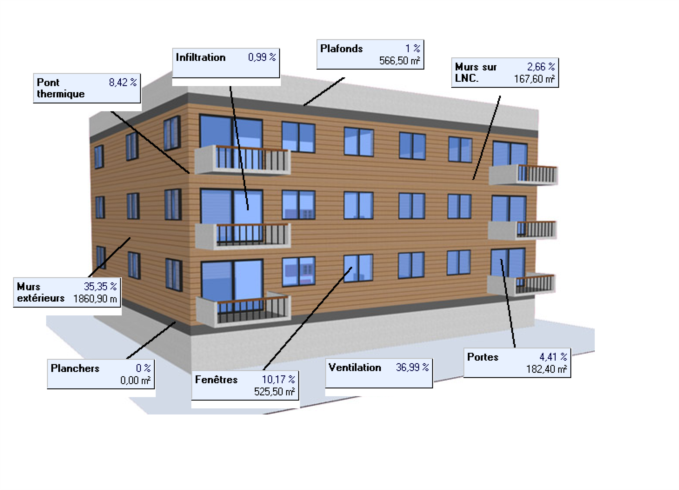 Plafonds 1 %
566,50 m²
Infiltration 0,99 %
Murs sur 2,66 %
LNC. 167,60 m²
Pont 8,42 %
thermique
Murs 35,35 %
extérieurs 1860,90 m
Planchers 0 %
0,00 m²
Fenêtres 10,17 %
525,50 m²
Ventilation 36,99 %
Portes 4,41 %
182,40 m²